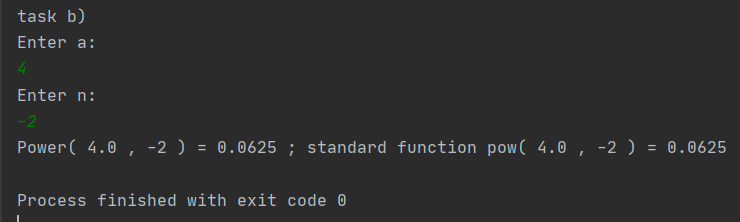 task b)
Enter a:
4
Enter n:
-2
Power( 4.0 , -2 ) = 0.0625 ; standard function pow( 4.0 , -2 ) = 0.0625
Process finished with exit code 0